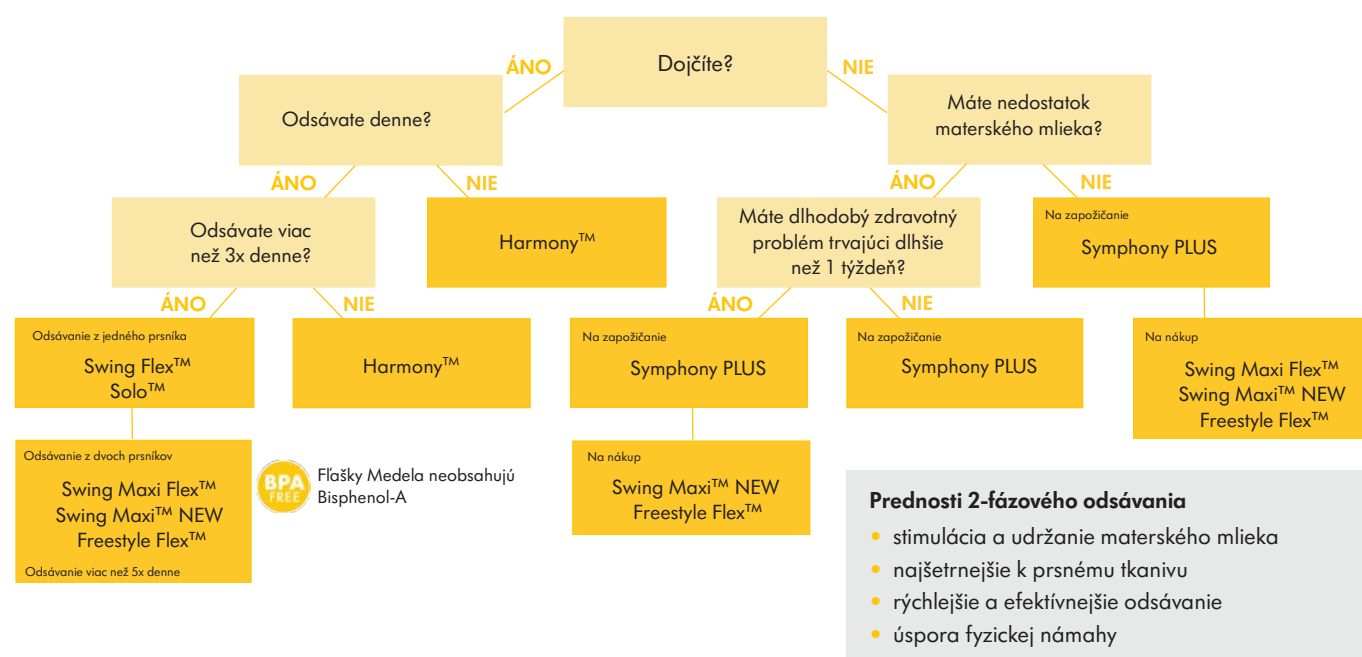 Dojčíte?
ÁNO
NIE
Odsávate denne?
Máte nedostatok
materského mlieka?
ÁNO
NIE
ÁNO
NIE
Odsávate viac
než 3x denne?
Harmony™
Máte dlhodobý zdravotný
problém trvajúci dlhšie
než 1 týždeň?
Na zapožičanie
Symphony PLUS
ÁNO
NIE
ÁNO
NIE
Odsávanie z jedného prsníka
Swing Flex™
Solo™
Harmony™
Na zapožičanie
Symphony PLUS
Na zapožičanie
Symphony PLUS
Na nákup
Swing Maxi Flex™
Swing Maxi™ NEW
Freestyle Flex™
Odsávanie z dvoch prsníkov
Swing Maxi Flex™
Swing Maxi™ NEW
Freestyle Flex™
Odsávanie viac než 5x denne
BPA
FREE
Fľašky Medela neobsahujú
Bisphenol-A
Na nákup
Swing Maxi™ NEW
Freestyle Flex™
Prednosti 2-fázového odsávania
• stimulácia a udržanie materského mlieka
• najšetrnejšie k prsnému tkanivu
• rýchlejšie a efektívnejšie odsávanie
• úspora fyzickej námahy